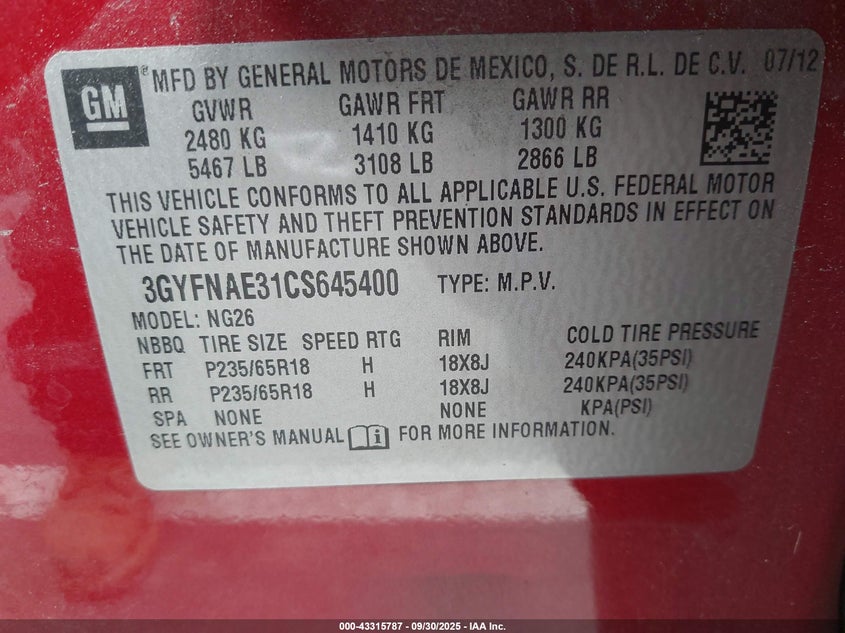 GM
® MFD BY GENERAL MOTORS DE MEXICO, S. DE R.L. DE C.V. 07/12
GVWR GAWR FRT GAWR RR
2480 KG 1410 KG 1300 KG
5467 LB 3108 LB 2866 LB
THIS VEHICLE CONFORMS TO ALL APPLICABLE U.S. FEDERAL MOTOR
VEHICLE SAFETY AND THEFT PREVENTION STANDARDS IN EFFECT ON
THE DATE OF MANUFACTURE SHOWN ABOVE.
3GYFNAE31CS645400 TYPE: M.P.V.
MODEL: NG26
NBBQ TIRE SIZE SPEED RTG RIM COLD TIRE PRESSURE
FRT P235/65R18 H 18X8J 240KPA(35PSI)
RR P235/65R18 H 18X8J 240KPA(35PSI)
SPA NONE NONE KPA(PSI)
SEE OWNER'S MANUAL FOR MORE INFORMATION.
000-43315787 - 09/30/2025 - IAA Inc.